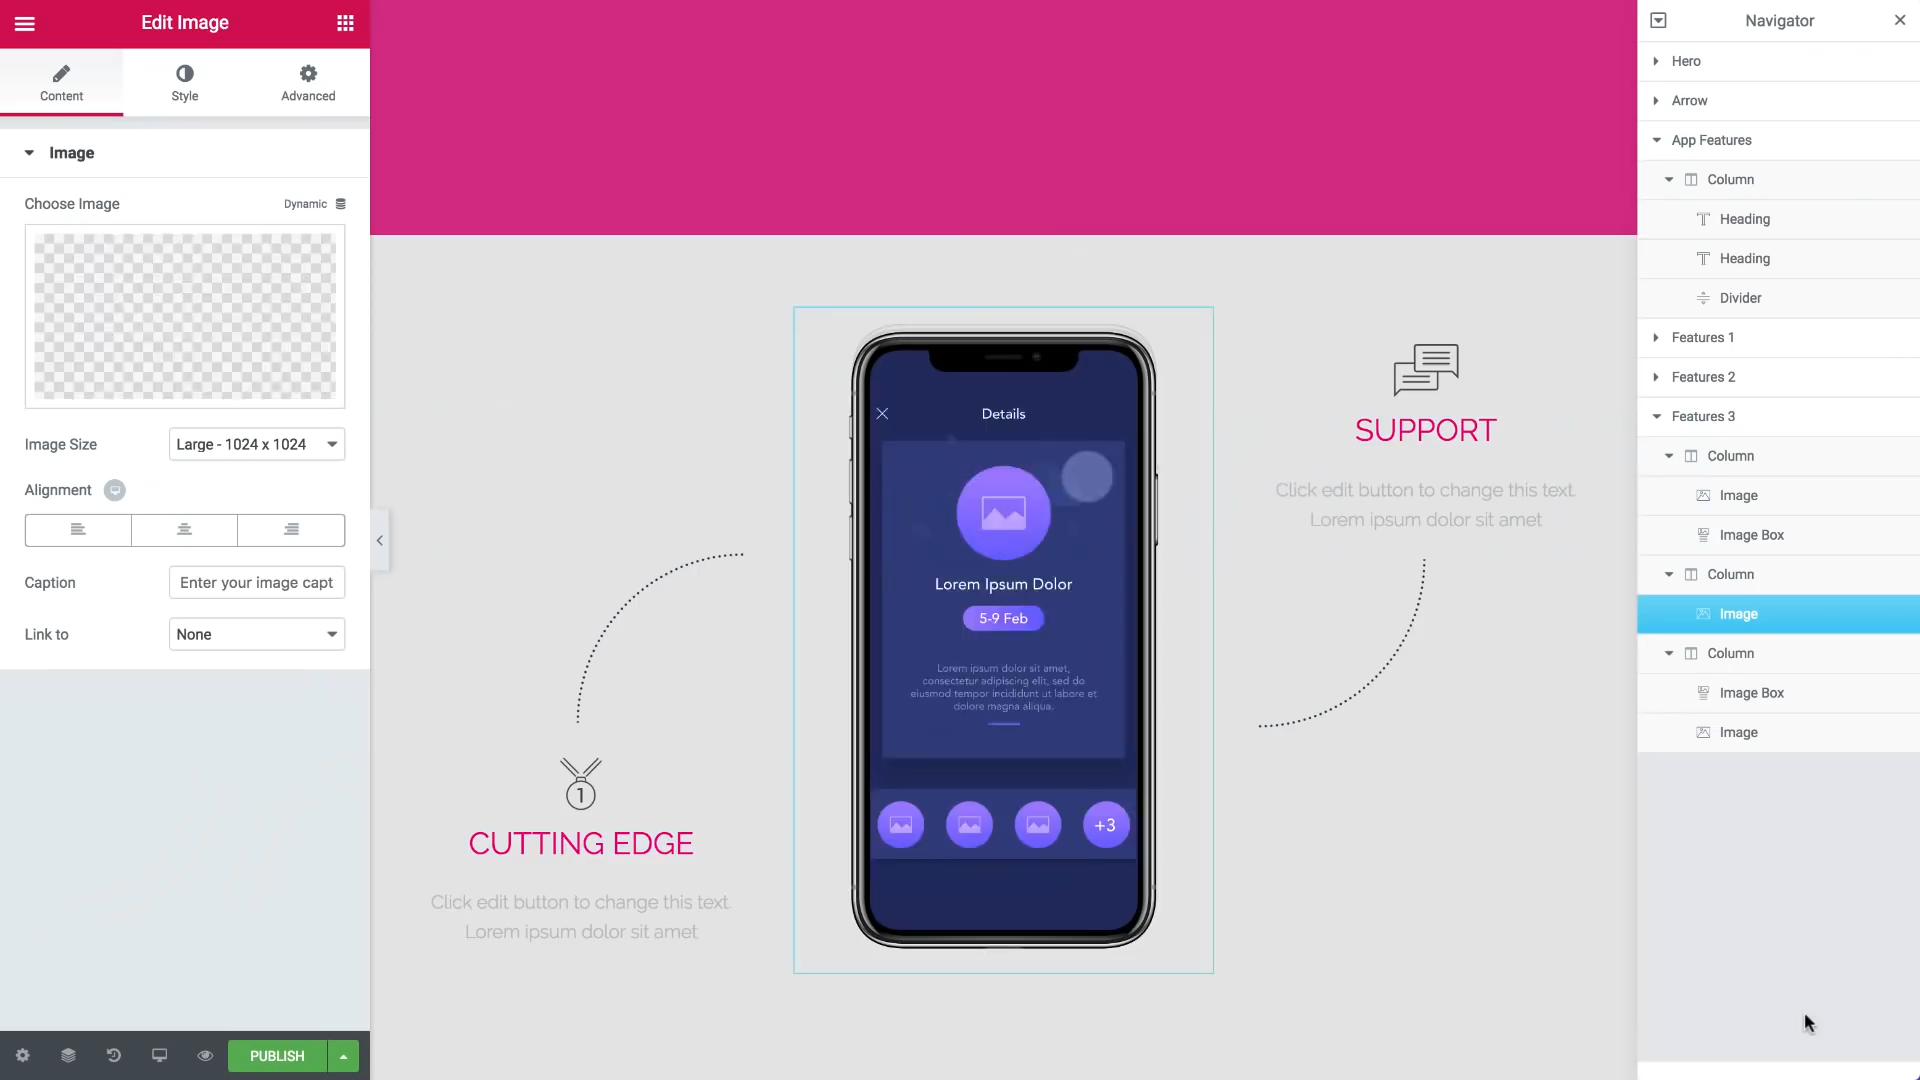 Edit Image
Content
Style
Advanced
Image
Choose Image
Dynamic
Image Size
Large - 1024 x 1024
Alignment
Caption
Enter your image capt
Link to
None
PUBLISH
Details
Lorem Ipsum Dolor
5-9 Feb
Lorem ipsum dolor sit amet,
consectetur adipiscing elit, sed do
eiusmod tempor incididunt ut labore et
dolore magna aliqua.
+3
1
CUTTING EDGE
Click edit button to change this text.
Lorem ipsum dolor sit amet
SUPPORT
Click edit button to change this text.
Lorem ipsum dolor sit amet
Navigator
Hero
Arrow
App Features
Column
Heading
Heading
Divider
Features 1
Features 2
Features 3
Column
Image
Image Box
Column
Image
Column
Image Box
Image